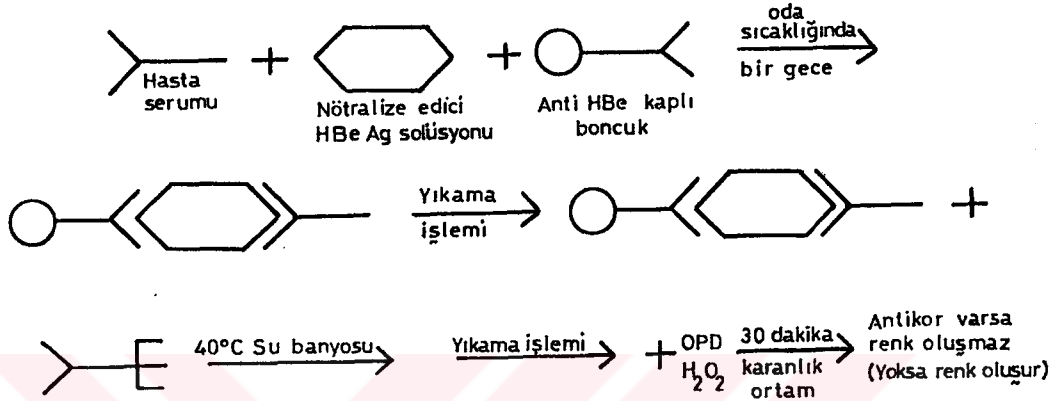 Hasta
serumu
+
Nötralize edici
HBe Ag solüsyonu
+
Anti HBe kaplı
boncuk
oda
sıcaklığında
bir gece
Yıkama
işlemi
+
E
40°C Su banyosu
Yıkama işlemi
+ OPD
H₂O₂
30 dakika
karanlık
ortam
Antikor varsa
renk oluşmaz
(Yoksa renk oluşur)